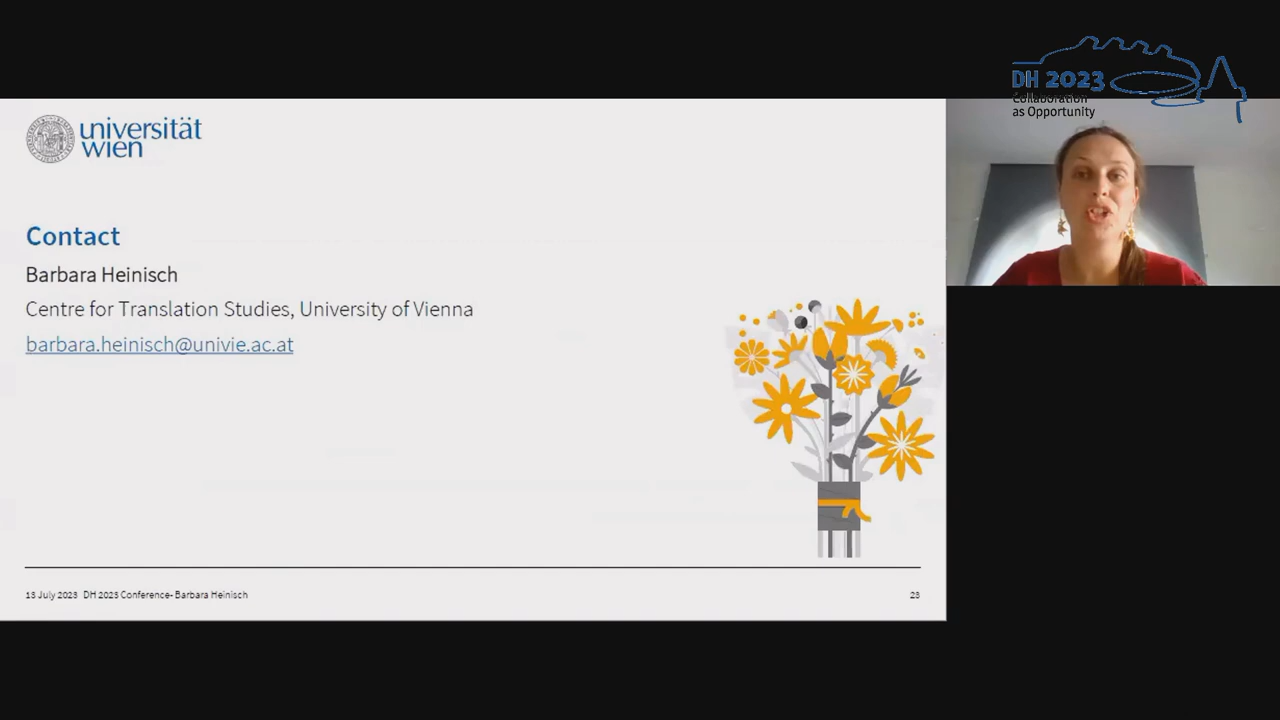 DH 2023
Collaboration
as Opportunity
universität
wien
Contact
Barbara Heinisch
Centre for Translation Studies, University of Vienna
barbara.heinisch@univie.ac.at
13 July 2023 DH 2023 Conference- Barbara Heinisch
23